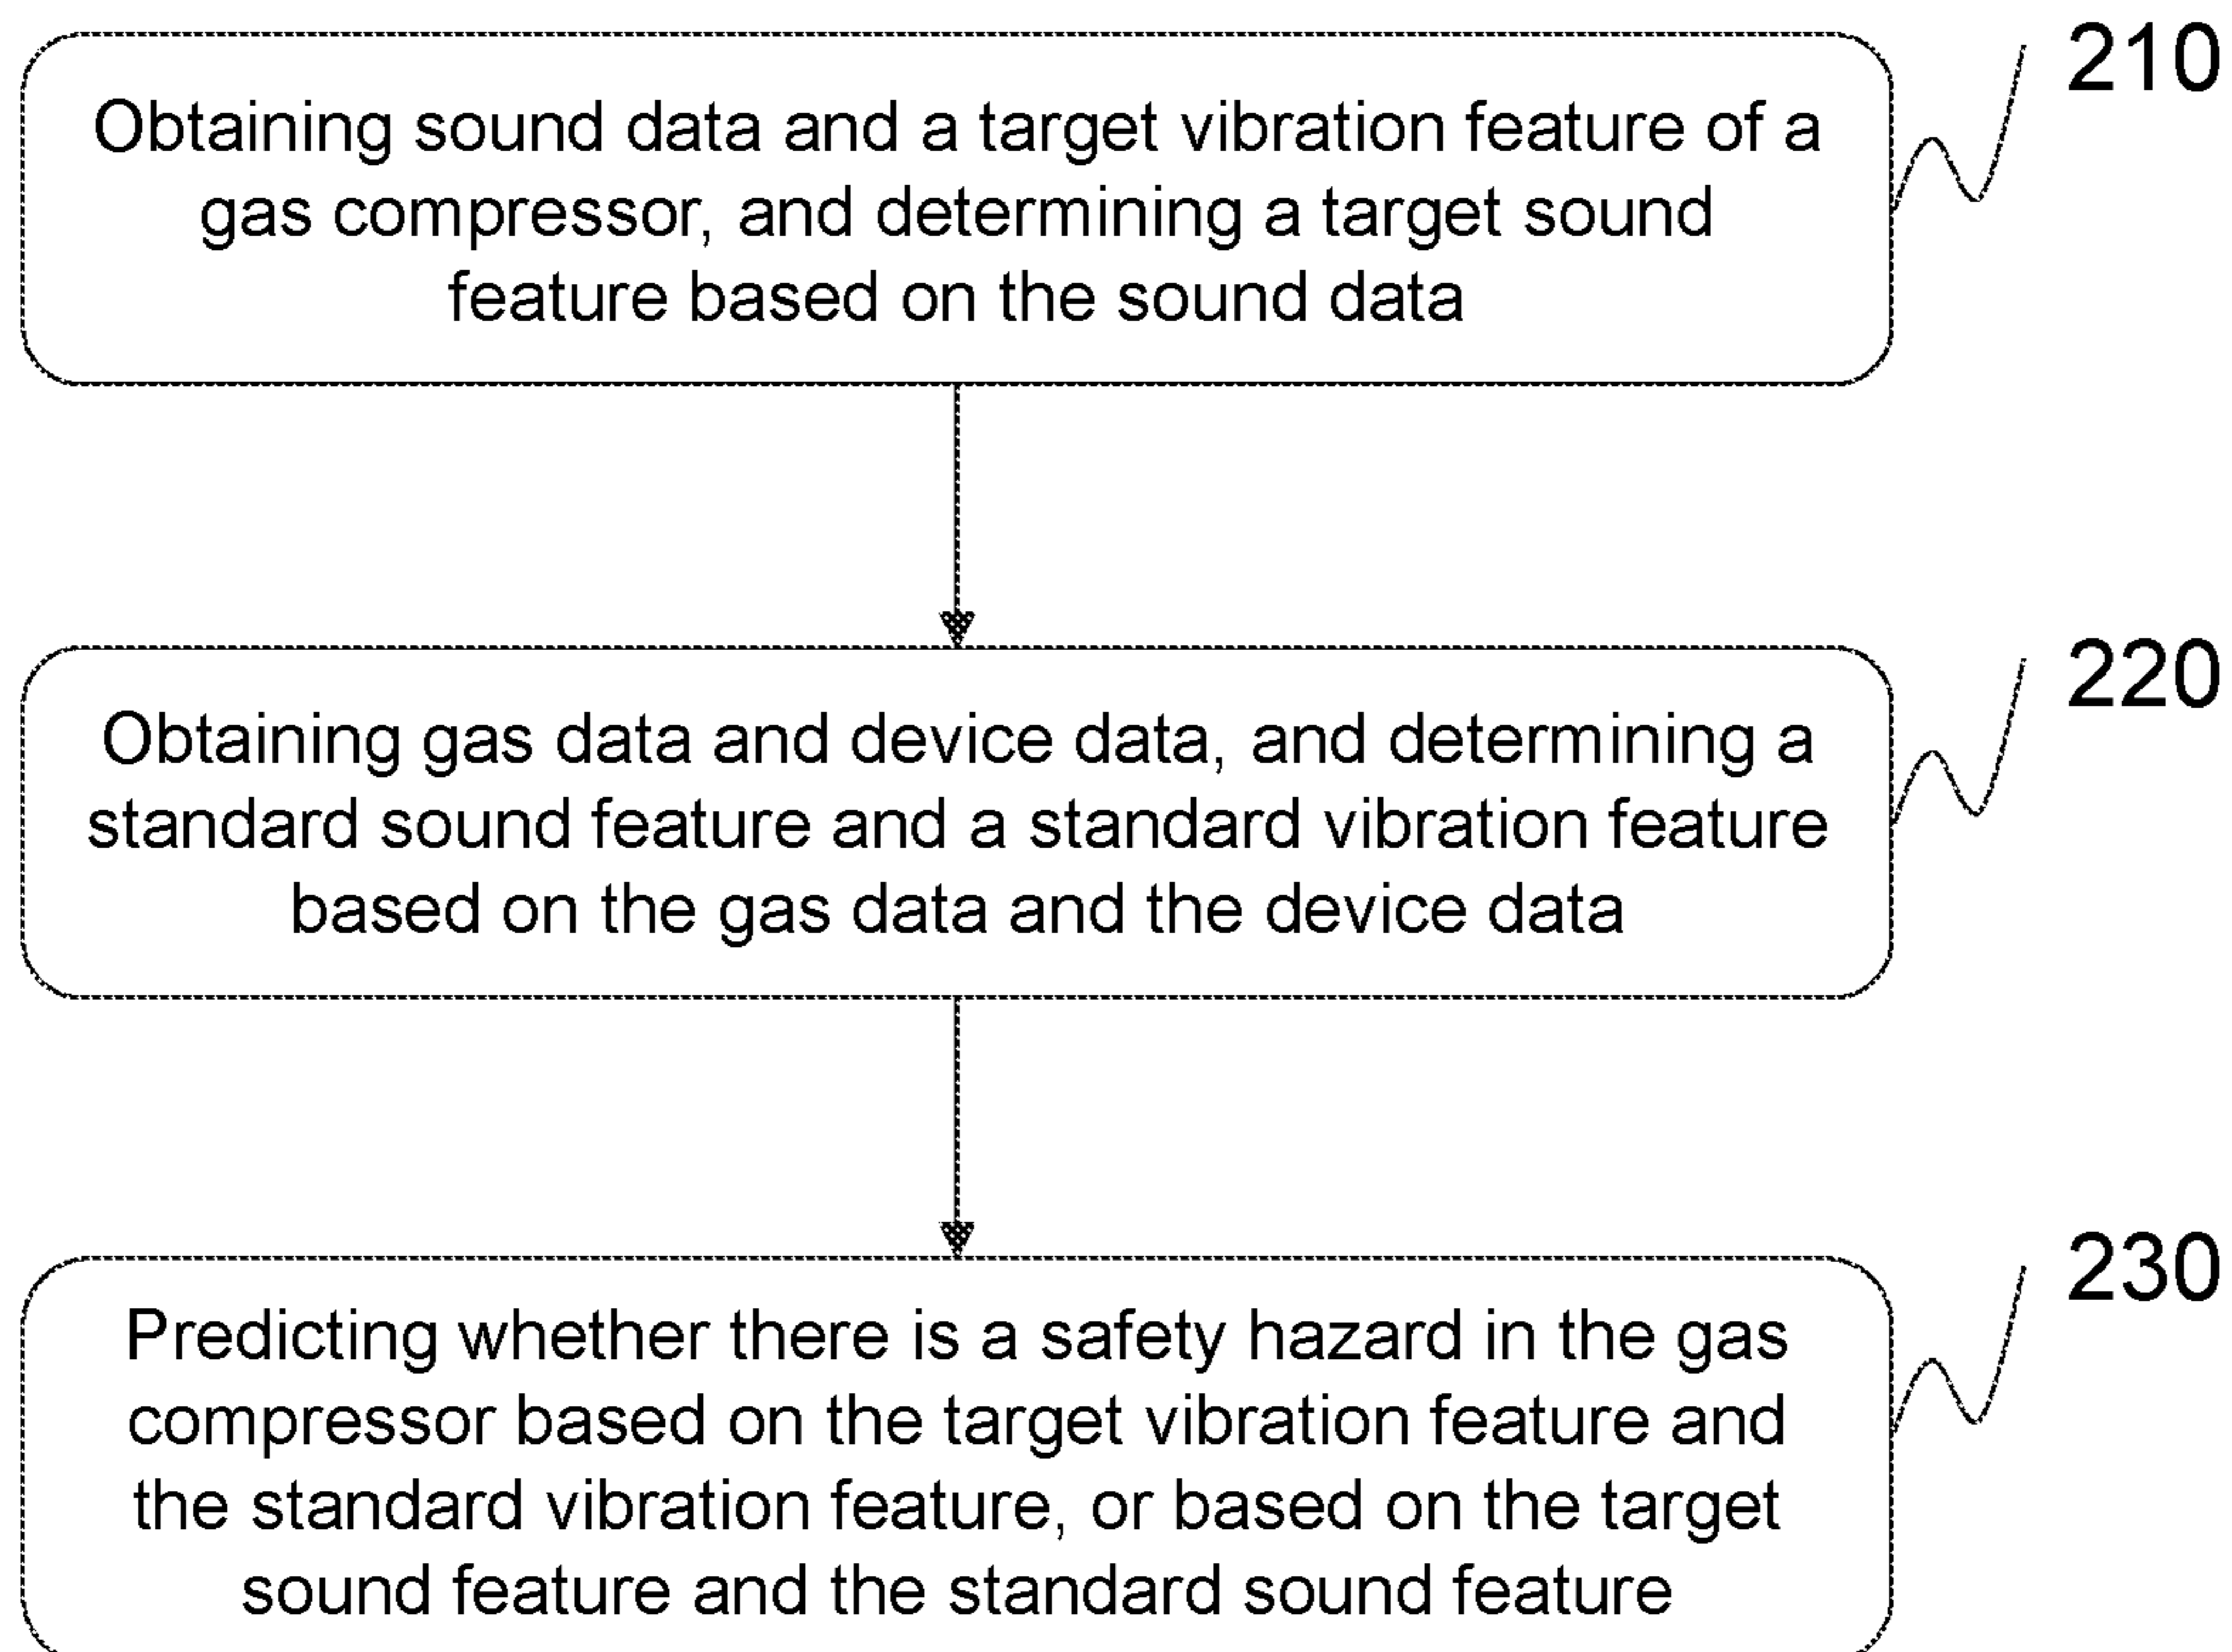 210
Obtaining sound data and a target vibration feature of a
gas compressor, and determining a target sound
feature based on the sound data
220
Obtaining gas data and device data, and determining a
standard sound feature and a standard vibration feature
based on the gas data and the device data
230
Predicting whether there is a safety hazard in the gas
compressor based on the target vibration feature and
the standard vibration feature, or based on the target
sound feature and the standard sound feature